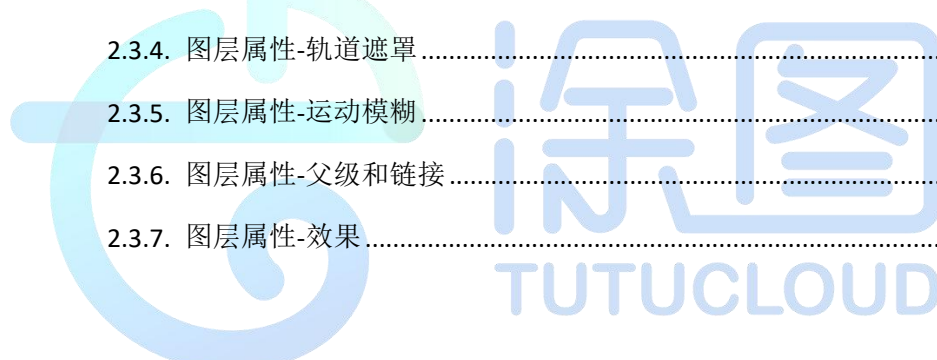 2.3.4. 图层属性-轨道遮罩
2.3.5. 图层属性-运动模糊
2.3.6. 图层属性-父级和链接
2.3.7. 图层属性-效果
涂图
TUTUCLOUD